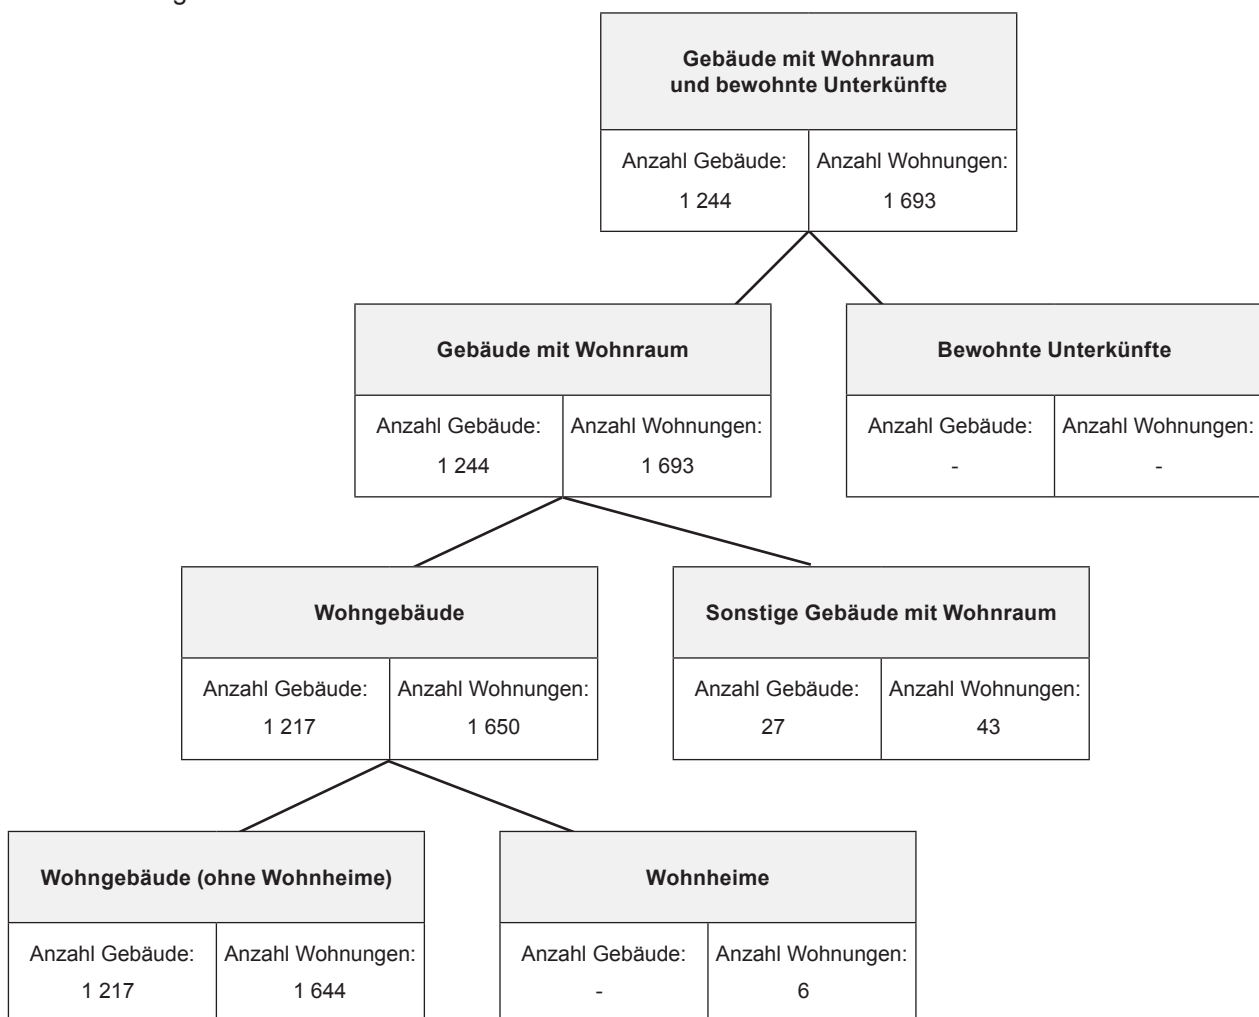 Gebäude mit Wohnraum
und bewohnte Unterkünfte
Anzahl Gebäude: Anzahl Wohnungen:
1 244 1 693
Gebäude mit Wohnraum Bewohnte Unterkünfte
Anzahl Gebäude: Anzahl Wohnungen: Anzahl Gebäude: Anzahl Wohnungen:
1 244 1 693 - -
Wohngebäude Sonstige Gebäude mit Wohnraum
Anzahl Gebäude: Anzahl Wohnungen: Anzahl Gebäude: Anzahl Wohnungen:
1 217 1 650 27 43
Wohngebäude (ohne Wohnheime) Wohnheime
Anzahl Gebäude: Anzahl Wohnungen: Anzahl Gebäude: Anzahl Wohnungen:
1 217 1 644 - 6